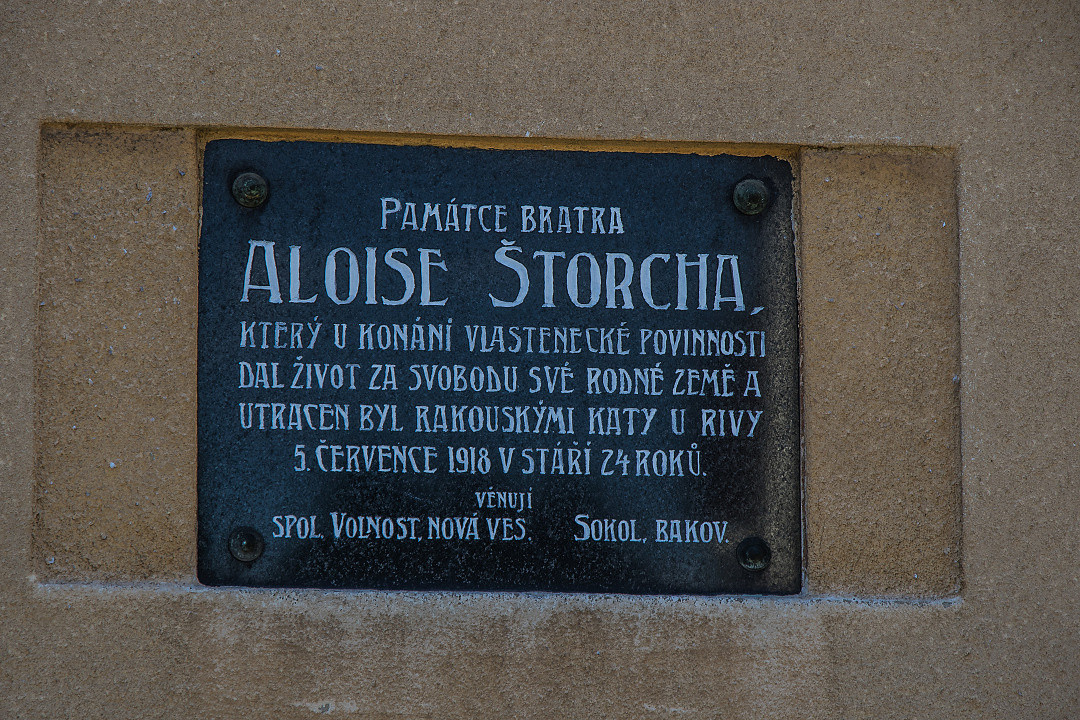 PAMÁTCE BRATRA
ALOISE ŠTORCHA,
KTERÝ U KONÁNÍ VLASTENECKÉ POVINNOSTI
DAL ŽIVOT ZA SVOBODU SVÉ RODNÉ ZEMĚ A
UTRACEN BYL RAKOUSKÝMI KATY U RIVY
5. ČERVENCE 1918 V STÁŘÍ 24 ROKŮ.
VĚNUJÍ
SPOL. VOLNOST, NOVÁ VES. SOKOL, BAKOV.